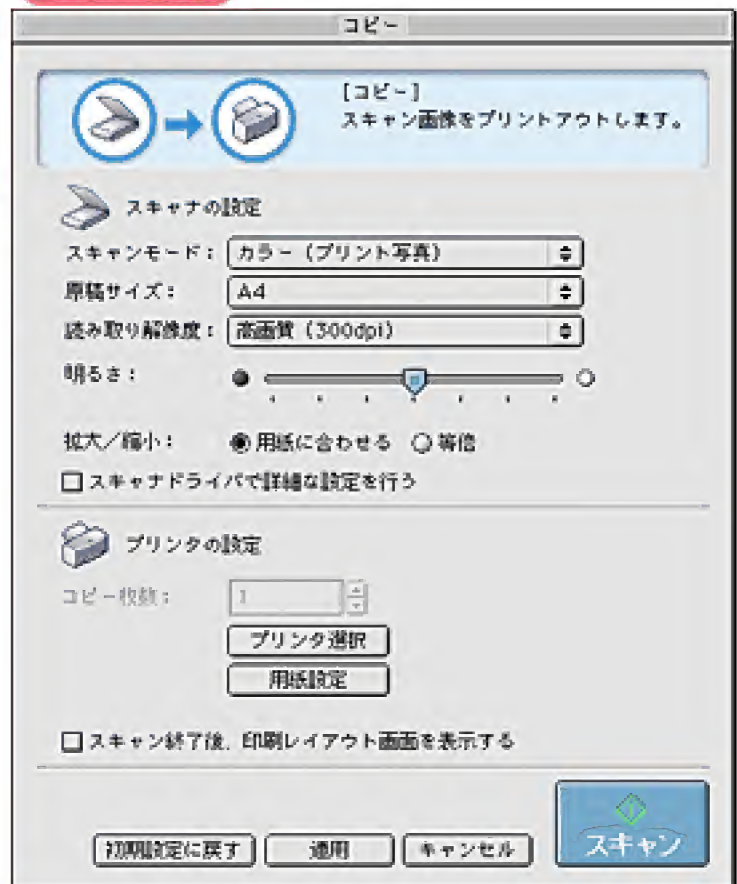 コピー
[コピー]
スキャン画像をプリントアウトします。
スキャナの設定
スキャンモード： カラー（プリント写真）
原稿サイズ： A4
読み取り解像度： 高画質（300dpi）
明るさ：
拡大／縮小： 用紙に合わせる 等倍
スキャナドライバで詳細な設定を行う
プリンタの設定
コピー枚数： 1
プリンタ選択
用紙設定
スキャン終了後、印刷レイアウト画面を表示する
初期設定に戻す 適用 キャンセル スキャン